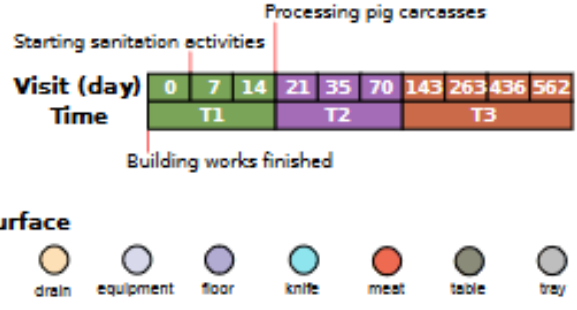 Processing pig carcasses
Starting sanitation activities
Visit (day) 0 7 14 21 35 70 143 263 436 562
Time T1 T2 T3
Building works finished
urface
drain equipment floor knife meat table tray